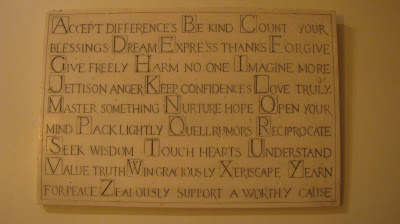 ACCEPT DIFFERENCES BE KIND COUNT YOUR
BLESSINGS DREAM EXPRESS THANKS FORGIVE
GIVE FREELY HARM NO ONE IMAGINE MORE
JETTISON ANGER KEEP CONFIDENCES LOVE TRULY
MASTER SOMETHING NURTURE HOPE OPEN YOUR
MIND PACK LIGHTLY QUELL RUMORS RECIPROCATE
SEEK WISDOM TOUCH HEARTS UNDERSTAND
VALUE TRUTH WIN GRACIOUSLY XERISCAPE YEARN
FOR PEACE ZEALOUSLY SUPPORT A WORTHY CAUSE